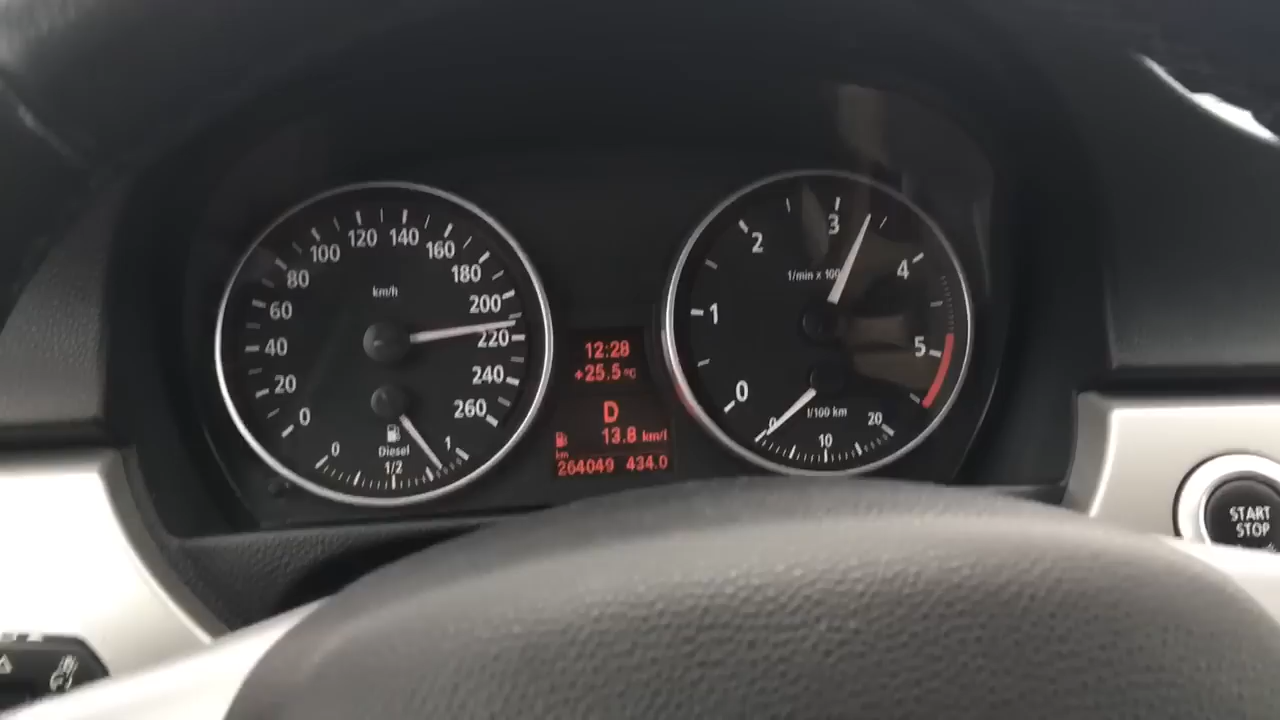 km/h
0
20
40
60
80
100
120
140
160
180
200
220
240
260
0
1/2
1
Diesel
12:28
+25.5°C
D
13.8 km/l
km
264049 434.0
1/min x 100
0
1
2
3
4
5
l/100 km
0
10
20
START
STOP